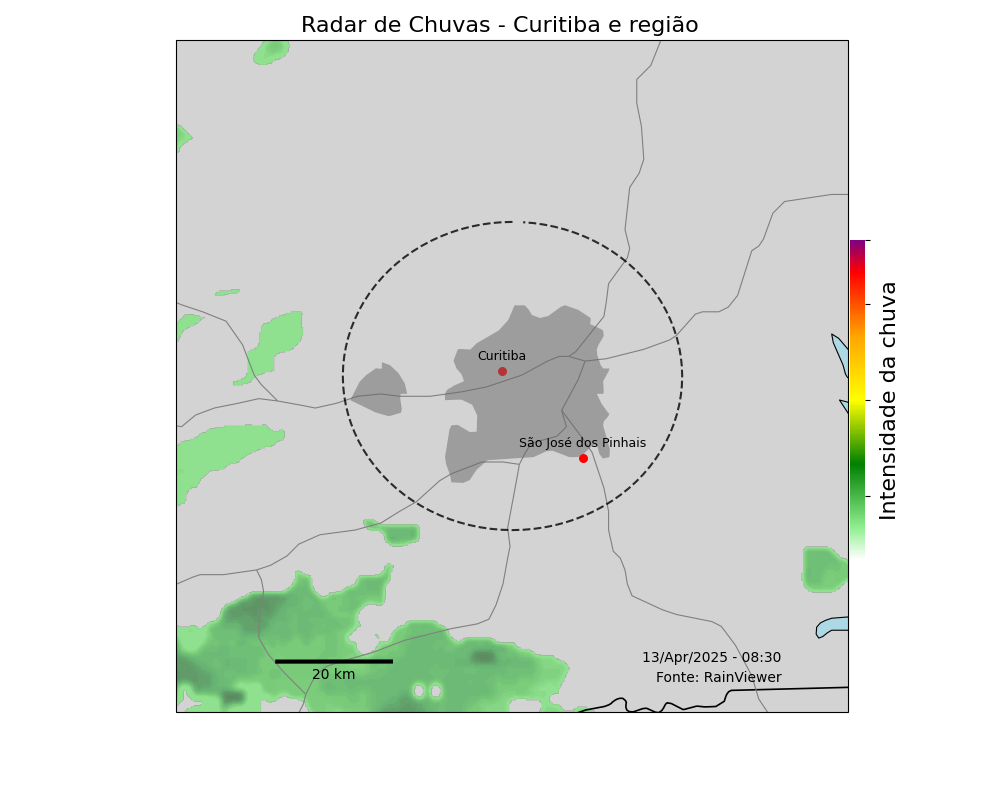 Radar de Chuvas - Curitiba e região
Curitiba
São José dos Pinhais
Intensidade da chuva
13/Apr/2025 - 08:30
Fonte: RainViewer
20 km